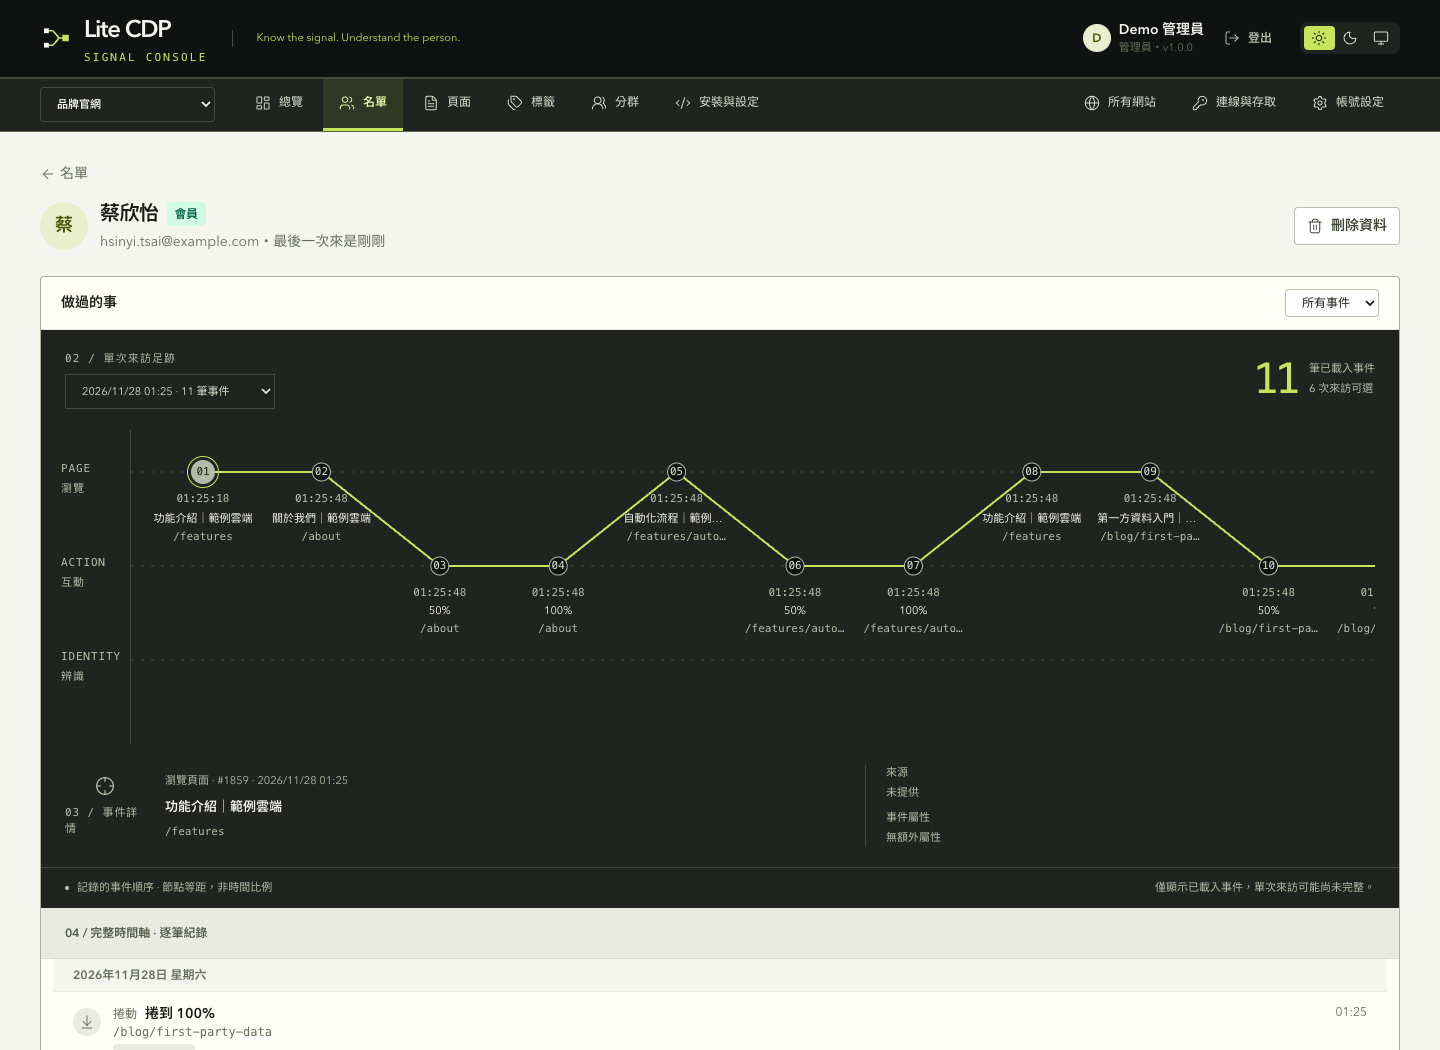 Lite CDP
SIGNAL CONSOLE
Know the signal. Understand the person.
D
Demo 管理員
管理員・v1.0.0
登出
品牌官網
總覽
名單
頁面
標籤
分群
安裝與設定
所有網站
連線與存取
帳號設定
← 名單
蔡
蔡欣怡
會員
hsinyi.tsai@example.com・最後一次來是剛剛
刪除資料
做過的事
所有事件
02 / 單次來訪足跡
2026/11/28 01:25 · 11 筆事件
11
筆已載入事件
6 次來訪可選
PAGE
瀏覽
01
02
05
08
09
01:25:18
01:25:48
01:25:48
01:25:48
01:25:48
功能介紹｜範例雲端
關於我們｜範例雲端
自動化流程｜範例…
功能介紹｜範例雲端
第一方資料入門｜…
/features
/about
/features/auto…
/features
/blog/first-pa…
ACTION
互動
03
04
06
07
10
01:25:48
01:25:48
01:25:48
01:25:48
01:25:48
01
50%
100%
50%
100%
50%
/about
/about
/features/auto…
/features/auto…
/blog/first-pa…
/blog/
IDENTITY
辨識
03 / 事件詳
情
瀏覽頁面 · #1859 · 2026/11/28 01:25
功能介紹｜範例雲端
/features
來源
未提供
事件屬性
無額外屬性
記錄的事件順序 · 節點等距，非時間比例
僅顯示已載入事件，單次來訪可能尚未完整。
04 / 完整時間軸 · 逐筆紀錄
2026年11月28日 星期六
捲動 捲到 100%
01:25
/blog/first-party-data